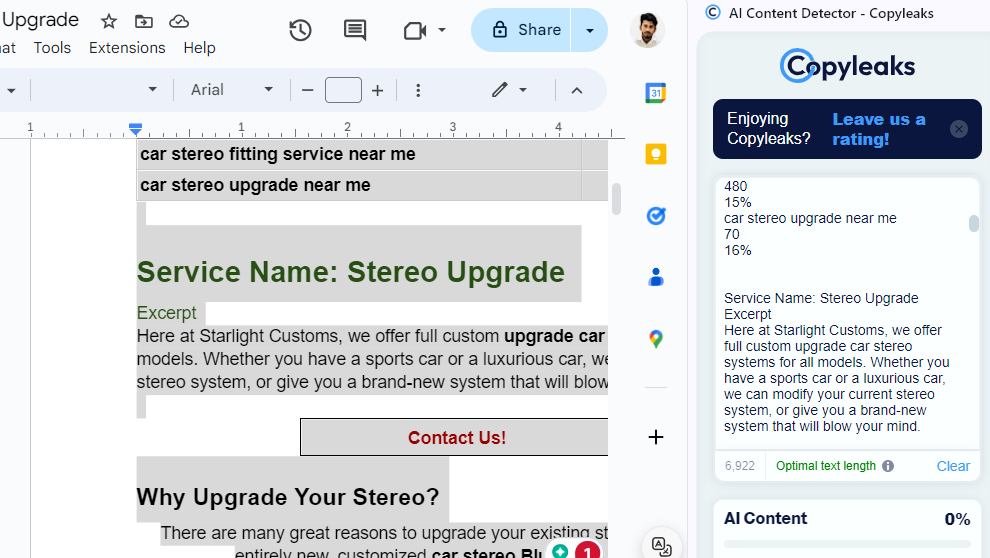 Upgrade
Share
at Tools Extensions Help
Arial
1 1 2 3 4
car stereo fitting service near me
car stereo upgrade near me
Service Name: Stereo Upgrade
Excerpt
Here at Starlight Customs, we offer full custom upgrade car
models. Whether you have a sports car or a luxurious car, we
stereo system, or give you a brand-new system that will blow
Contact Us!
Why Upgrade Your Stereo?
There are many great reasons to upgrade your existing st
entirely new, customized car stereo Blu
1
31
AI Content Detector - Copyleaks
Copyleaks
Enjoying Copyleaks?
Leave us a rating!
480
15%
car stereo upgrade near me
70
16%
Service Name: Stereo Upgrade
Excerpt
Here at Starlight Customs, we offer
full custom upgrade car stereo
systems for all models. Whether you
have a sports car or a luxurious car,
we can modify your current stereo
system, or give you a brand-new
system that will blow your mind.
6,922 Optimal text length Clear
AI Content 0%